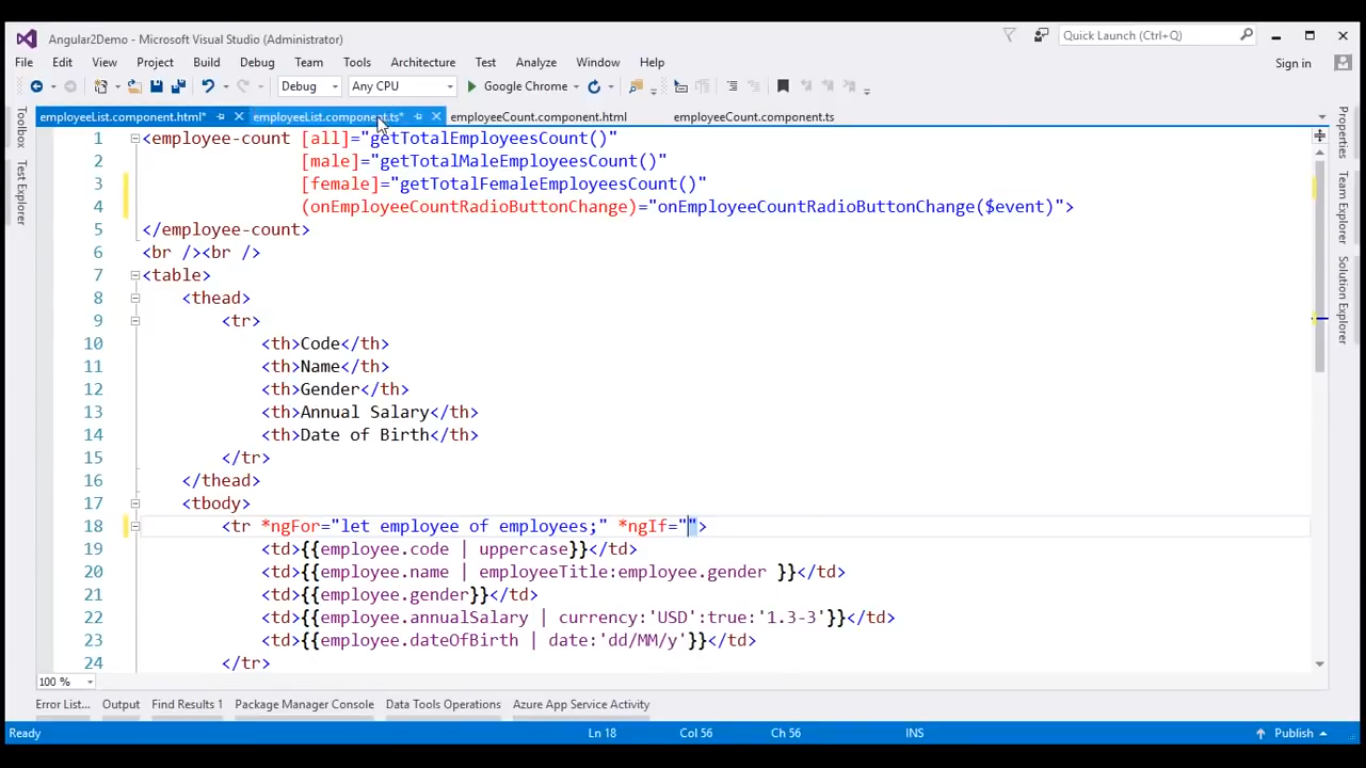 Angular2Demo - Microsoft Visual Studio (Administrator)
Quick Launch (Ctrl+Q)
File Edit View Project Build Debug Team Tools Architecture Test Analyze Window Help
Sign in
Debug Any CPU Google Chrome
employeeList.component.html* employeeList.component.ts* employeeCount.component.html employeeCount.component.ts
Toolbox
Test Explorer
Properties
Team Explorer
Solution Explorer
1 <employee-count [all]="getTotalEmployeesCount()"
2 [male]="getTotalMaleEmployeesCount()"
3 [female]="getTotalFemaleEmployeesCount()"
4 (onEmployeeCountRadioButtonChange)="onEmployeeCountRadioButtonChange($event)">
5 </employee-count>
6 <br /><br />
7 <table>
8 <thead>
9 <tr>
10 <th>Code</th>
11 <th>Name</th>
12 <th>Gender</th>
13 <th>Annual Salary</th>
14 <th>Date of Birth</th>
15 </tr>
16 </thead>
17 <tbody>
18 <tr *ngFor="let employee of employees;" *ngIf="">
19 <td>{{employee.code | uppercase}}</td>
20 <td>{{employee.name | employeeTitle:employee.gender }}</td>
21 <td>{{employee.gender}}</td>
22 <td>{{employee.annualSalary | currency:'USD':true:'1.3-3'}}</td>
23 <td>{{employee.dateOfBirth | date:'dd/MM/y'}}</td>
24 </tr>
100 %
Error List... Output Find Results 1 Package Manager Console Data Tools Operations Azure App Service Activity
Ready Ln 18 Col 56 Ch 56 INS Publish